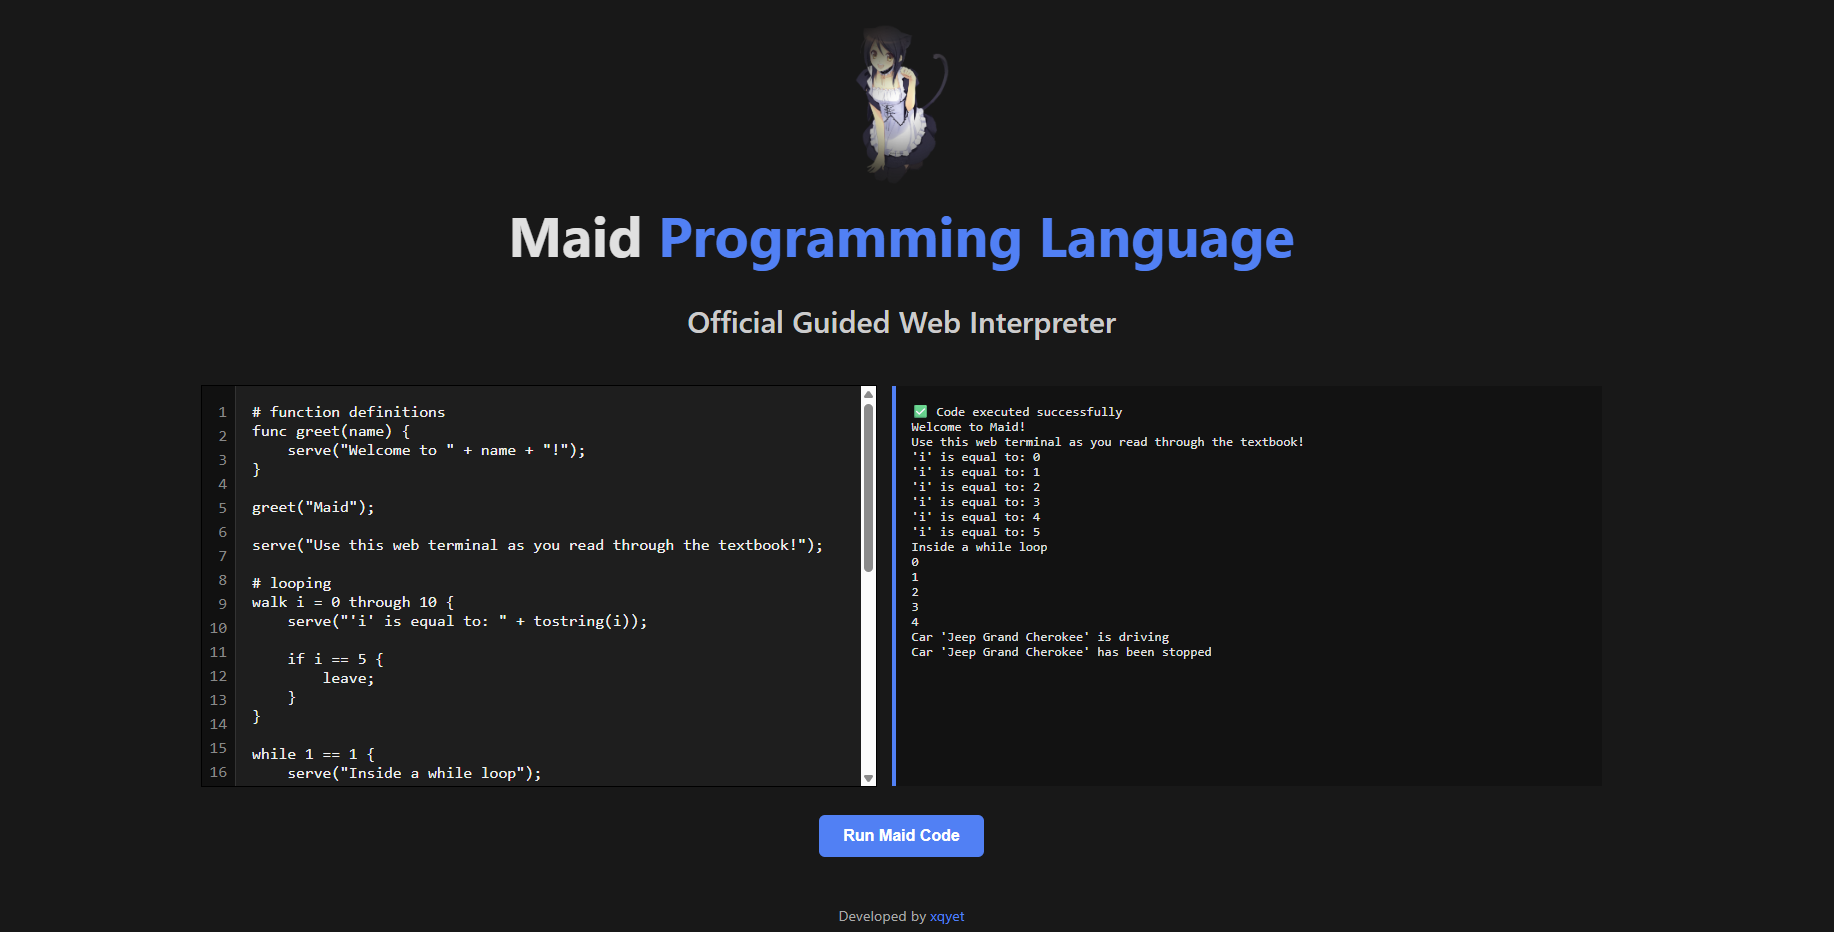 Maid Programming Language
Official Guided Web Interpreter
1
2
3
4
5
6
7
8
9
10
11
12
13
14
15
16
# function definitions
func greet(name) {
    serve("Welcome to " + name + "!");
}
greet("Maid");
serve("Use this web terminal as you read through the textbook!");
# looping
walk i = 0 through 10 {
    serve("'i' is equal to: " + tostring(i));
    if i == 5 {
        leave;
    }
}
while 1 == 1 {
    serve("Inside a while loop");
✅ Code executed successfully
Welcome to Maid!
Use this web terminal as you read through the textbook!
'i' is equal to: 0
'i' is equal to: 1
'i' is equal to: 2
'i' is equal to: 3
'i' is equal to: 4
'i' is equal to: 5
Inside a while loop
0
1
2
3
4
Car 'Jeep Grand Cherokee' is driving
Car 'Jeep Grand Cherokee' has been stopped
Run Maid Code
Developed by xqyet